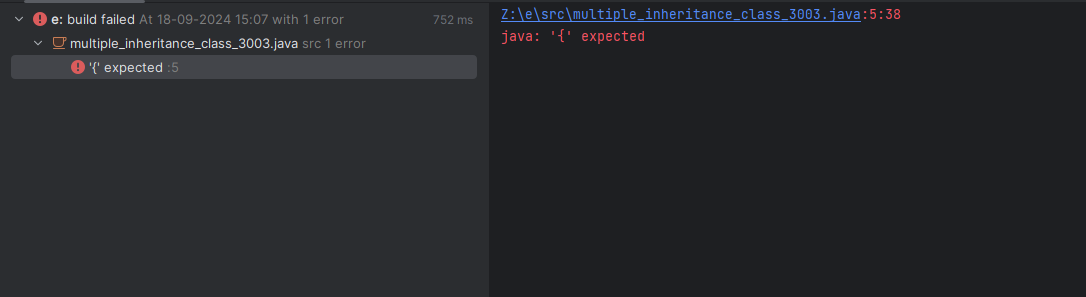 e: build failed At 18-09-2024 15:07 with 1 error 752 ms
multiple_inheritance_class_3003.java src 1 error
'{' expected :5
Z:\e\src\multiple_inheritance_class_3003.java:5:38
java: '{' expected